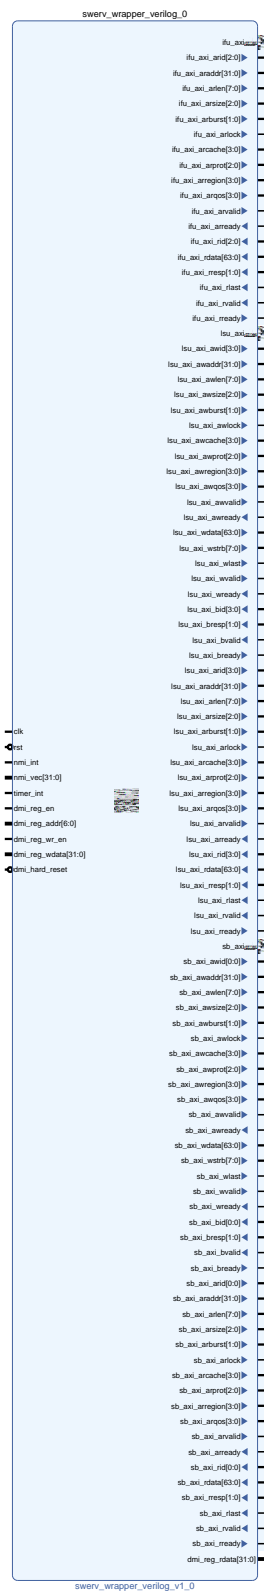 swerv_wrapper_verilog_0
ifu_axi
ifu_axi_arid[2:0]
ifu_axi_araddr[31:0]
ifu_axi_arlen[7:0]
ifu_axi_arsize[2:0]
ifu_axi_arburst[1:0]
ifu_axi_arlock
ifu_axi_arcache[3:0]
ifu_axi_arprot[2:0]
ifu_axi_arregion[3:0]
ifu_axi_arqos[3:0]
ifu_axi_arvalid
ifu_axi_arready
ifu_axi_rid[2:0]
ifu_axi_rdata[63:0]
ifu_axi_rresp[1:0]
ifu_axi_rlast
ifu_axi_rvalid
ifu_axi_rready
lsu_axi
lsu_axi_awid[3:0]
lsu_axi_awaddr[31:0]
lsu_axi_awlen[7:0]
lsu_axi_awsize[2:0]
lsu_axi_awburst[1:0]
lsu_axi_awlock
lsu_axi_awcache[3:0]
lsu_axi_awprot[2:0]
lsu_axi_awregion[3:0]
lsu_axi_awqos[3:0]
lsu_axi_awvalid
lsu_axi_awready
lsu_axi_wdata[63:0]
lsu_axi_wstrb[7:0]
lsu_axi_wlast
lsu_axi_wvalid
lsu_axi_wready
lsu_axi_bid[3:0]
lsu_axi_bresp[1:0]
lsu_axi_bvalid
lsu_axi_bready
lsu_axi_arid[3:0]
lsu_axi_araddr[31:0]
lsu_axi_arlen[7:0]
lsu_axi_arsize[2:0]
clk lsu_axi_arburst[1:0]
rst lsu_axi_arlock
nmi_int lsu_axi_arcache[3:0]
nmi_vec[31:0] lsu_axi_arprot[2:0]
timer_int lsu_axi_arregion[3:0]
dmi_reg_en lsu_axi_arqos[3:0]
dmi_reg_addr[6:0] lsu_axi_arvalid
dmi_reg_wr_en lsu_axi_arready
dmi_reg_wdata[31:0] lsu_axi_rid[3:0]
dmi_hard_reset lsu_axi_rdata[63:0]
lsu_axi_rresp[1:0]
lsu_axi_rlast
lsu_axi_rvalid
lsu_axi_rready
sb_axi
sb_axi_awid[0:0]
sb_axi_awaddr[31:0]
sb_axi_awlen[7:0]
sb_axi_awsize[2:0]
sb_axi_awburst[1:0]
sb_axi_awlock
sb_axi_awcache[3:0]
sb_axi_awprot[2:0]
sb_axi_awregion[3:0]
sb_axi_awqos[3:0]
sb_axi_awvalid
sb_axi_awready
sb_axi_wdata[63:0]
sb_axi_wstrb[7:0]
sb_axi_wlast
sb_axi_wvalid
sb_axi_wready
sb_axi_bid[0:0]
sb_axi_bresp[1:0]
sb_axi_bvalid
sb_axi_bready
sb_axi_arid[0:0]
sb_axi_araddr[31:0]
sb_axi_arlen[7:0]
sb_axi_arsize[2:0]
sb_axi_arburst[1:0]
sb_axi_arlock
sb_axi_arcache[3:0]
sb_axi_arprot[2:0]
sb_axi_arregion[3:0]
sb_axi_arqos[3:0]
sb_axi_arvalid
sb_axi_arready
sb_axi_rid[0:0]
sb_axi_rdata[63:0]
sb_axi_rresp[1:0]
sb_axi_rlast
sb_axi_rvalid
sb_axi_rready
dmi_reg_rdata[31:0]
swerv_wrapper_verilog_v1_0